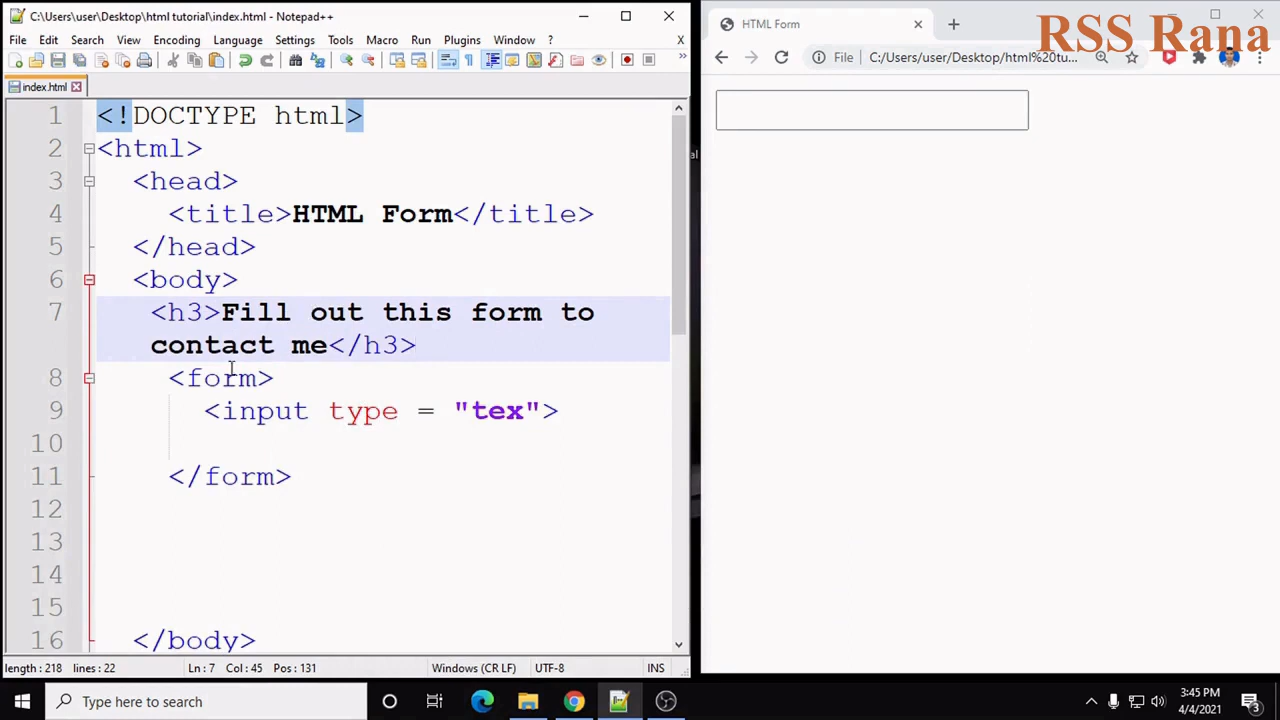 C:\Users\user\Desktop\html tutorial\index.html - Notepad++
File Edit Search View Encoding Language Settings Tools Macro Run Plugins Window ? X
index.html
1 <!DOCTYPE html>
2 <html>
3 <head>
4 <title>HTML Form</title>
5 </head>
6 <body>
7 <h3>Fill out this form to
contact me</h3>
8 <form>
9 <input type = "tex">
10
11 </form>
12
13
14
15
16 </body>
length : 218 lines : 22 Ln : 7 Col : 45 Pos : 131 Windows (CR LF) UTF-8 INS
HTML Form
RSS Rana
File C:/Users/user/Desktop/html%20tu...
Type here to search
3:45 PM
4/4/2021
3